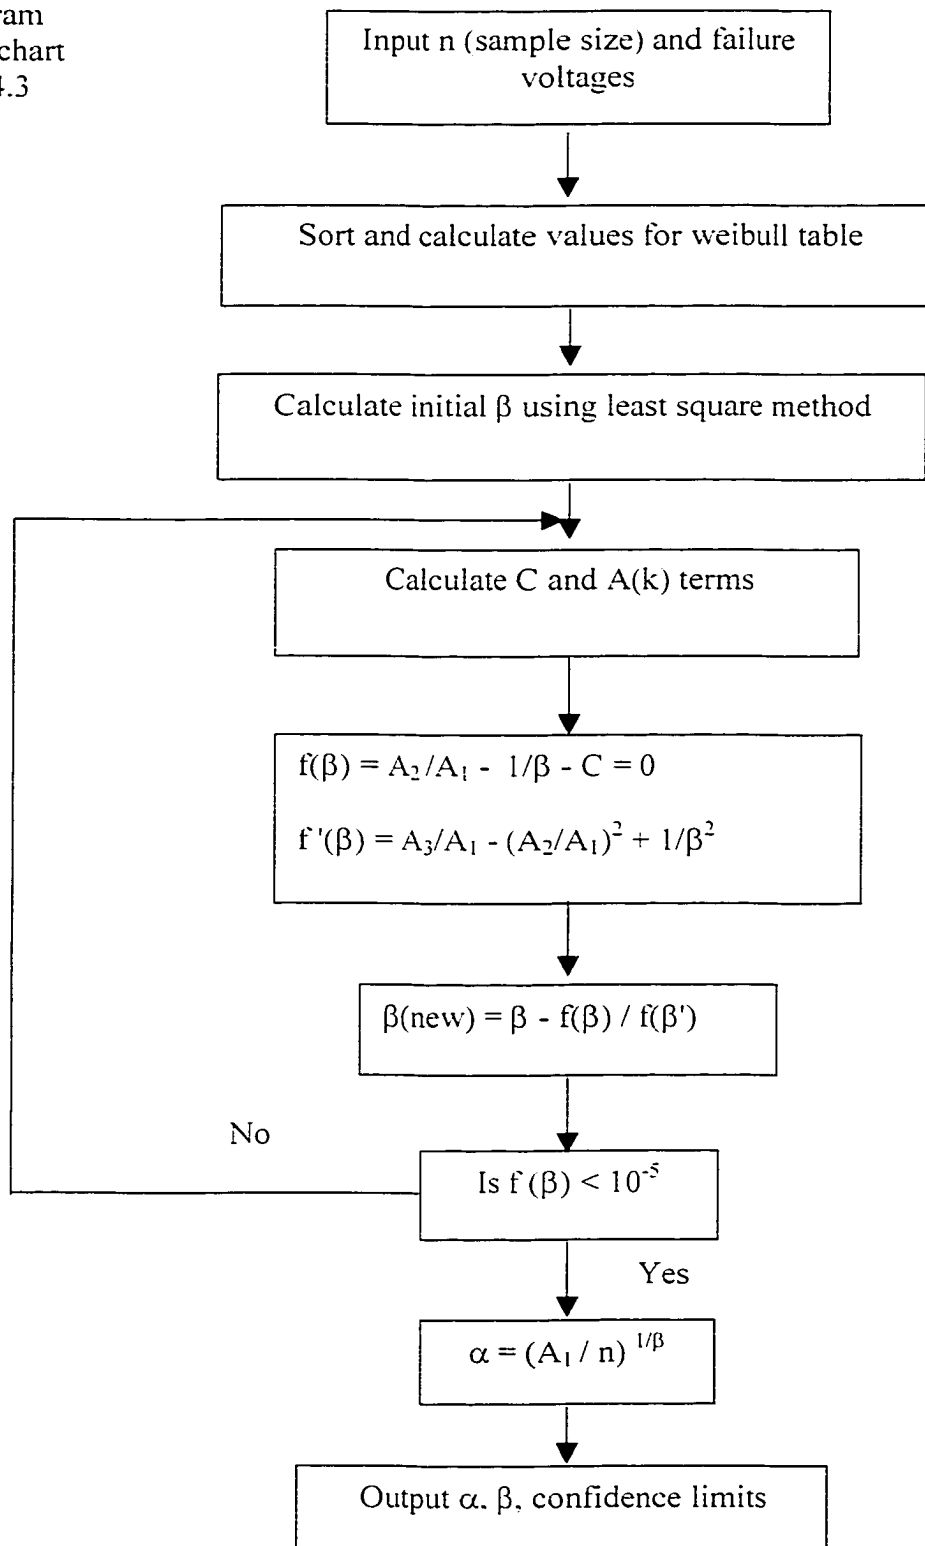 ram
chart
4.3
Input n (sample size) and failure
voltages
Sort and calculate values for weibull table
Calculate initial β using least square method
Calculate C and A(k) terms
f(β) = A₂/A₁ - 1/β - C = 0
f '(β) = A₃/A₁ - (A₂/A₁)² + 1/β²
β(new) = β - f(β) / f(β')
No
Is f (β) < 10⁻⁵
Yes
α = (A₁ / n) ¹/ᵝ
Output α, β, confidence limits